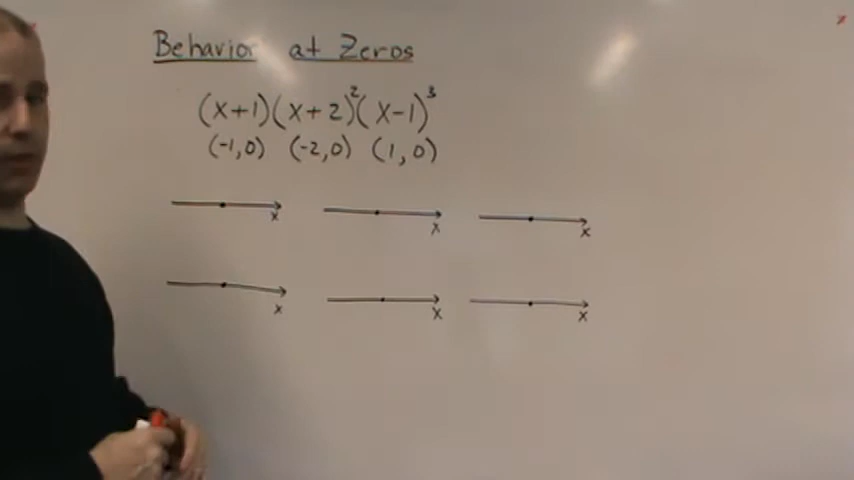 Behavior at Zeros
(x+1)(x+2)²(x-1)³
(-1,0) (-2,0) (1,0)
x x x
x x x